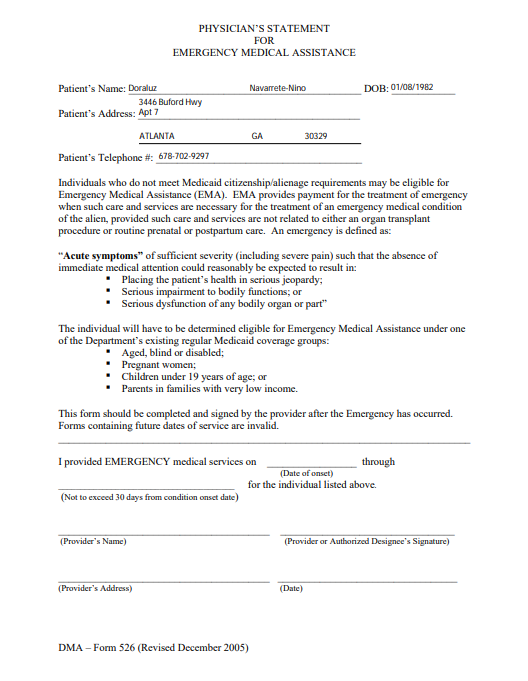 PHYSICIAN'S STATEMENT
FOR
EMERGENCY MEDICAL ASSISTANCE
Patient's Name: Doraluz Navarrete-Nino DOB: 01/08/1982
3446 Buford Hwy
Patient's Address: Apt 7
ATLANTA GA 30329
Patient's Telephone #: 678-702-9297
Individuals who do not meet Medicaid citizenship/alienage requirements may be eligible for
Emergency Medical Assistance (EMA). EMA provides payment for the treatment of emergency
when such care and services are necessary for the treatment of an emergency medical condition
of the alien, provided such care and services are not related to either an organ transplant
procedure or routine prenatal or postpartum care. An emergency is defined as:
"Acute symptoms" of sufficient severity (including severe pain) such that the absence of
immediate medical attention could reasonably be expected to result in:
▪ Placing the patient's health in serious jeopardy;
▪ Serious impairment to bodily functions; or
▪ Serious dysfunction of any bodily organ or part"
The individual will have to be determined eligible for Emergency Medical Assistance under one
of the Department's existing regular Medicaid coverage groups:
▪ Aged, blind or disabled;
▪ Pregnant women;
▪ Children under 19 years of age; or
▪ Parents in families with very low income.
This form should be completed and signed by the provider after the Emergency has occurred.
Forms containing future dates of service are invalid.
I provided EMERGENCY medical services on through
(Date of onset)
for the individual listed above.
(Not to exceed 30 days from condition onset date)
(Provider's Name) (Provider or Authorized Designee's Signature)
(Provider's Address) (Date)
DMA – Form 526 (Revised December 2005)